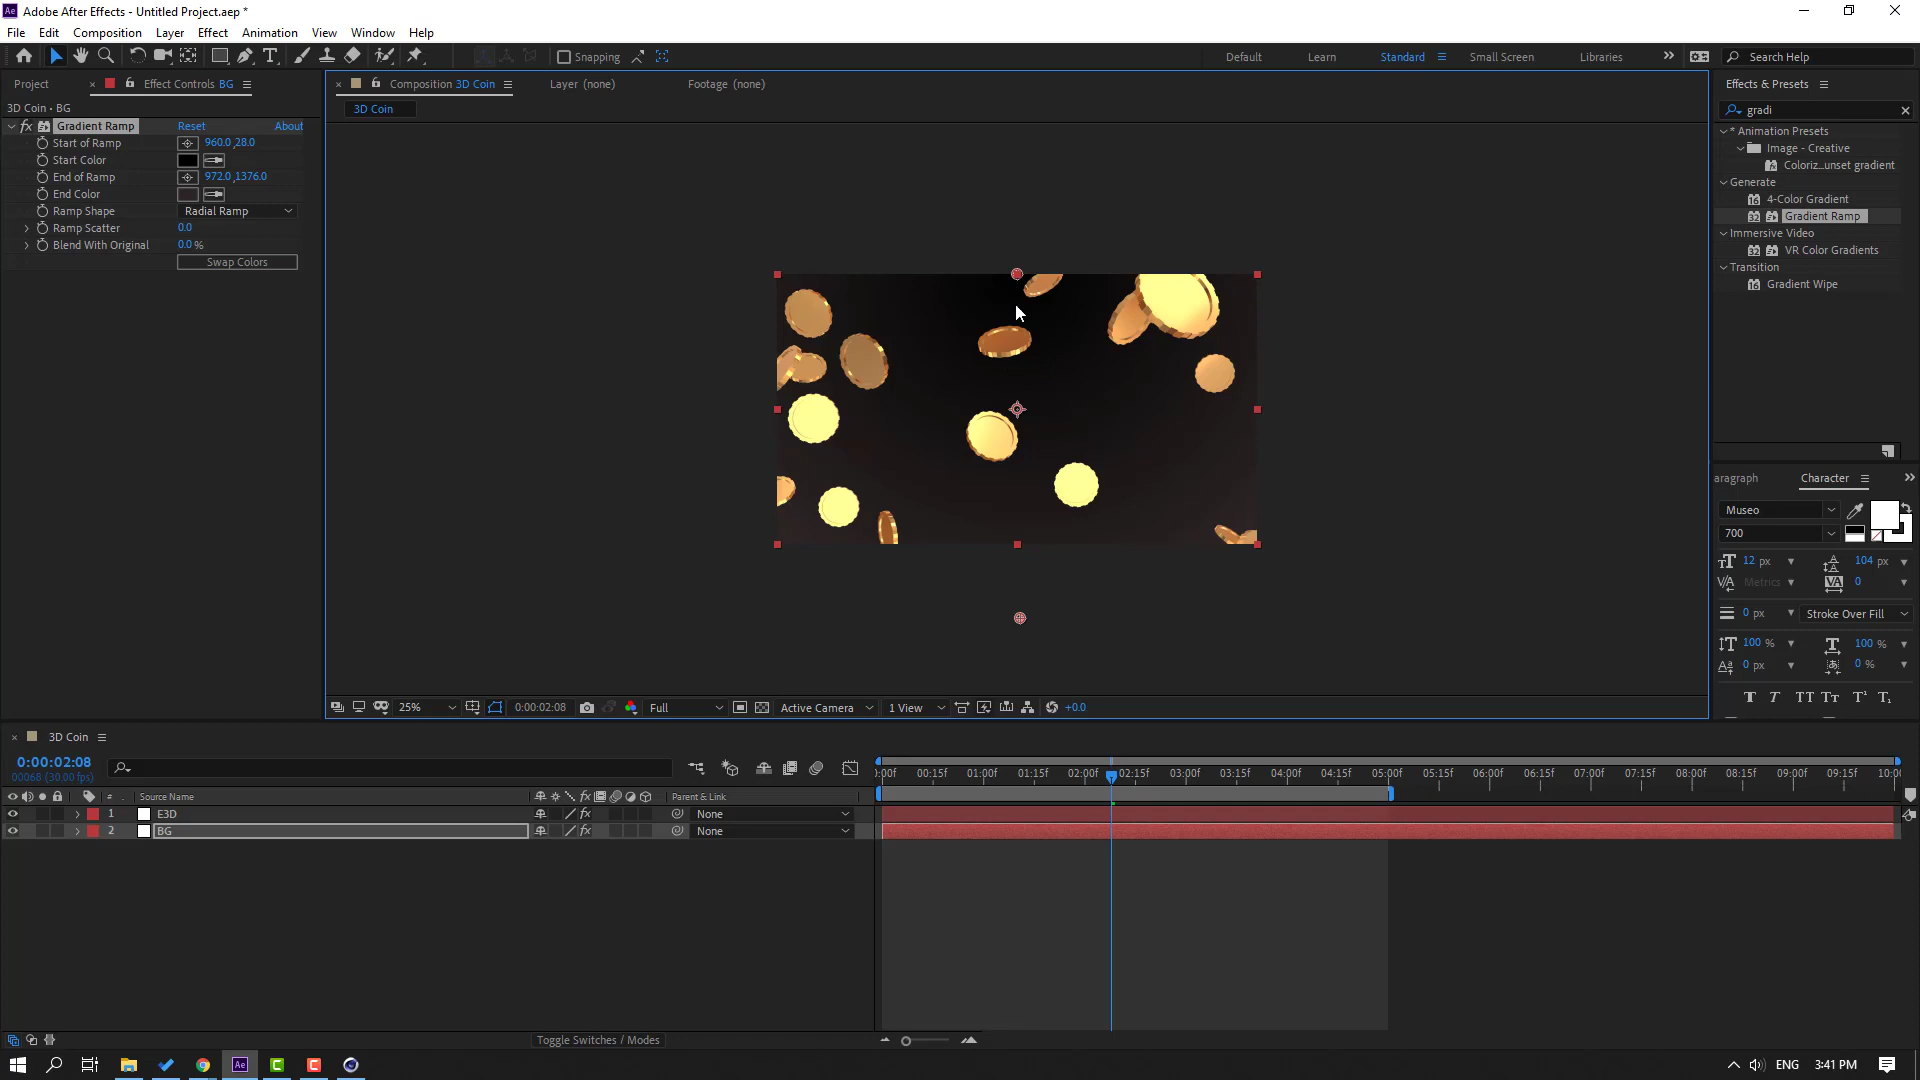 Adobe After Effects - Untitled Project.aep *
File Edit Composition Layer Effect Animation View Window Help
Snapping Default Learn Standard Small Screen Libraries Search Help
Project Effect Controls BG Composition 3D Coin Layer (none) Footage (none) Effects & Presets
3D Coin • BG 3D Coin gradi
Gradient Ramp Reset About
Start of Ramp 960.0,28.0
Start Color
End of Ramp 972.0,1376.0
End Color
Ramp Shape Radial Ramp
Ramp Scatter 0.0
Blend With Original 0.0 %
Swap Colors
* Animation Presets
Image - Creative
Coloriz...unset gradient
Generate
4-Color Gradient
Gradient Ramp
Immersive Video
VR Color Gradients
Transition
Gradient Wipe
aragraph Character
Museo
700
12 px 104 px
Metrics 0
0 px Stroke Over Fill
100 % 100 %
0 px 0 %
T T TT Tr T¹ T₁
25% 0:00:02:08 Full Active Camera 1 View +0.0
3D Coin
0:00:02:08
00068 (30.00 fps)
):00f 00:15f 01:00f 01:15f 02:00f 02:15f 03:00f 03:15f 04:00f 04:15f 05:00f 05:15f 06:00f 06:15f 07:00f 07:15f 08:00f 08:15f 09:00f 09:15f 10:0(
# Source Name Parent & Link
1 E3D None
2 BG None
Toggle Switches / Modes
ENG 3:41 PM